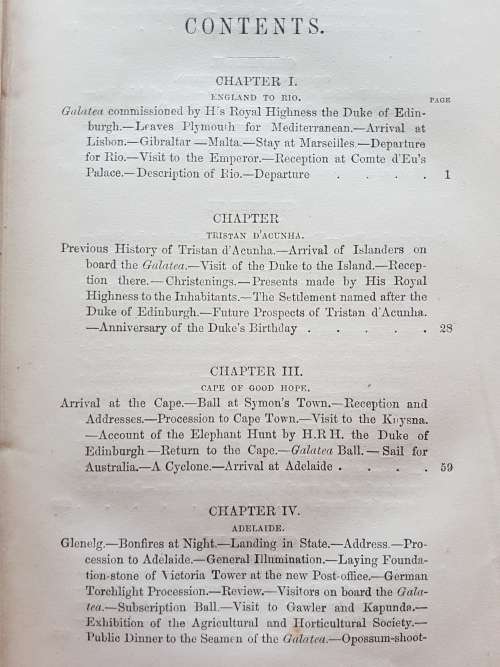 CONTENTS.
CHAPTER I.
ENGLAND TO RIO.
PAGE
Galatea commissioned by His Royal Highness the Duke of Edin-
burgh.—Leaves Plymouth for Mediterranean.—Arrival at
Lisbon.—Gibraltar—Malta.—Stay at Marseilles.—Departure
for Rio.—Visit to the Emperor.—Reception at Comte d'Eu's
Palace.—Description of Rio.—Departure . . . . 1
CHAPTER
TRISTAN D'ACUNHA.
Previous History of Tristan d'Acunha.—Arrival of Islanders on
board the Galatea.—Visit of the Duke to the Island.—Recep-
tion there.—Christenings.—Presents made by His Royal
Highness to the Inhabitants.—The Settlement named after the
Duke of Edinburgh.—Future Prospects of Tristan d'Acunha.
—Anniversary of the Duke's Birthday . . . . . 28
CHAPTER III.
CAPE OF GOOD HOPE.
Arrival at the Cape.—Ball at Symon's Town.—Reception and
Addresses.—Procession to Cape Town.—Visit to the Knysna.
—Account of the Elephant Hunt by H.R.H. the Duke of
Edinburgh—Return to the Cape.—Galatea Ball.—Sail for
Australia.—A Cyclone.—Arrival at Adelaide . . . . 59
CHAPTER IV.
ADELAIDE.
Glenelg.—Bonfires at Night.—Landing in State.—Address.—Pro-
cession to Adelaide.—General Illumination.—Laying Founda-
tion-stone of Victoria Tower at the new Post-office.—German
Torchlight Procession.—Review.—Visitors on board the Gala-
tea.—Subscription Ball.—Visit to Gawler and Kapunda.—
Exhibition of the Agricultural and Horticultural Society.—
Public Dinner to the Seamen of the Galatea.—Opossum-shoot-